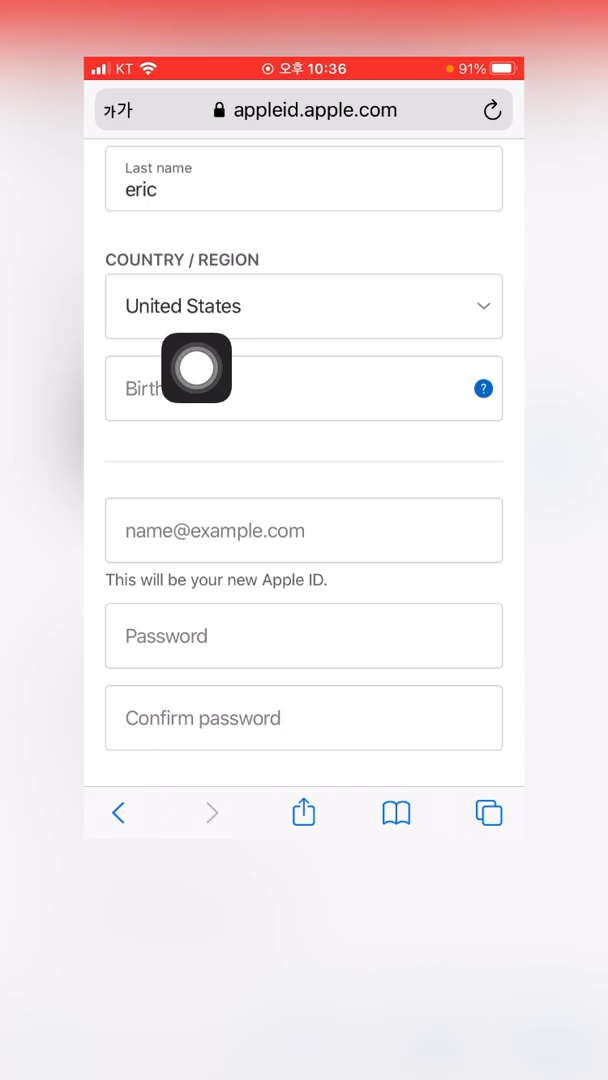 KT 오후 10:36 91%
가가 appleid.apple.com
Last name
eric
COUNTRY / REGION
United States
?
name@example.com
This will be your new Apple ID.
Password
Confirm password